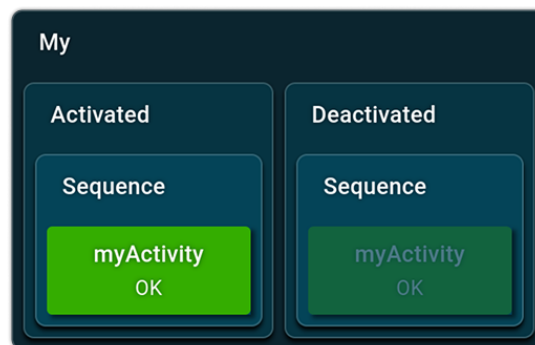 My
Activated
Deactivated
Sequence
Sequence
myActivity
OK
myActivity
OK